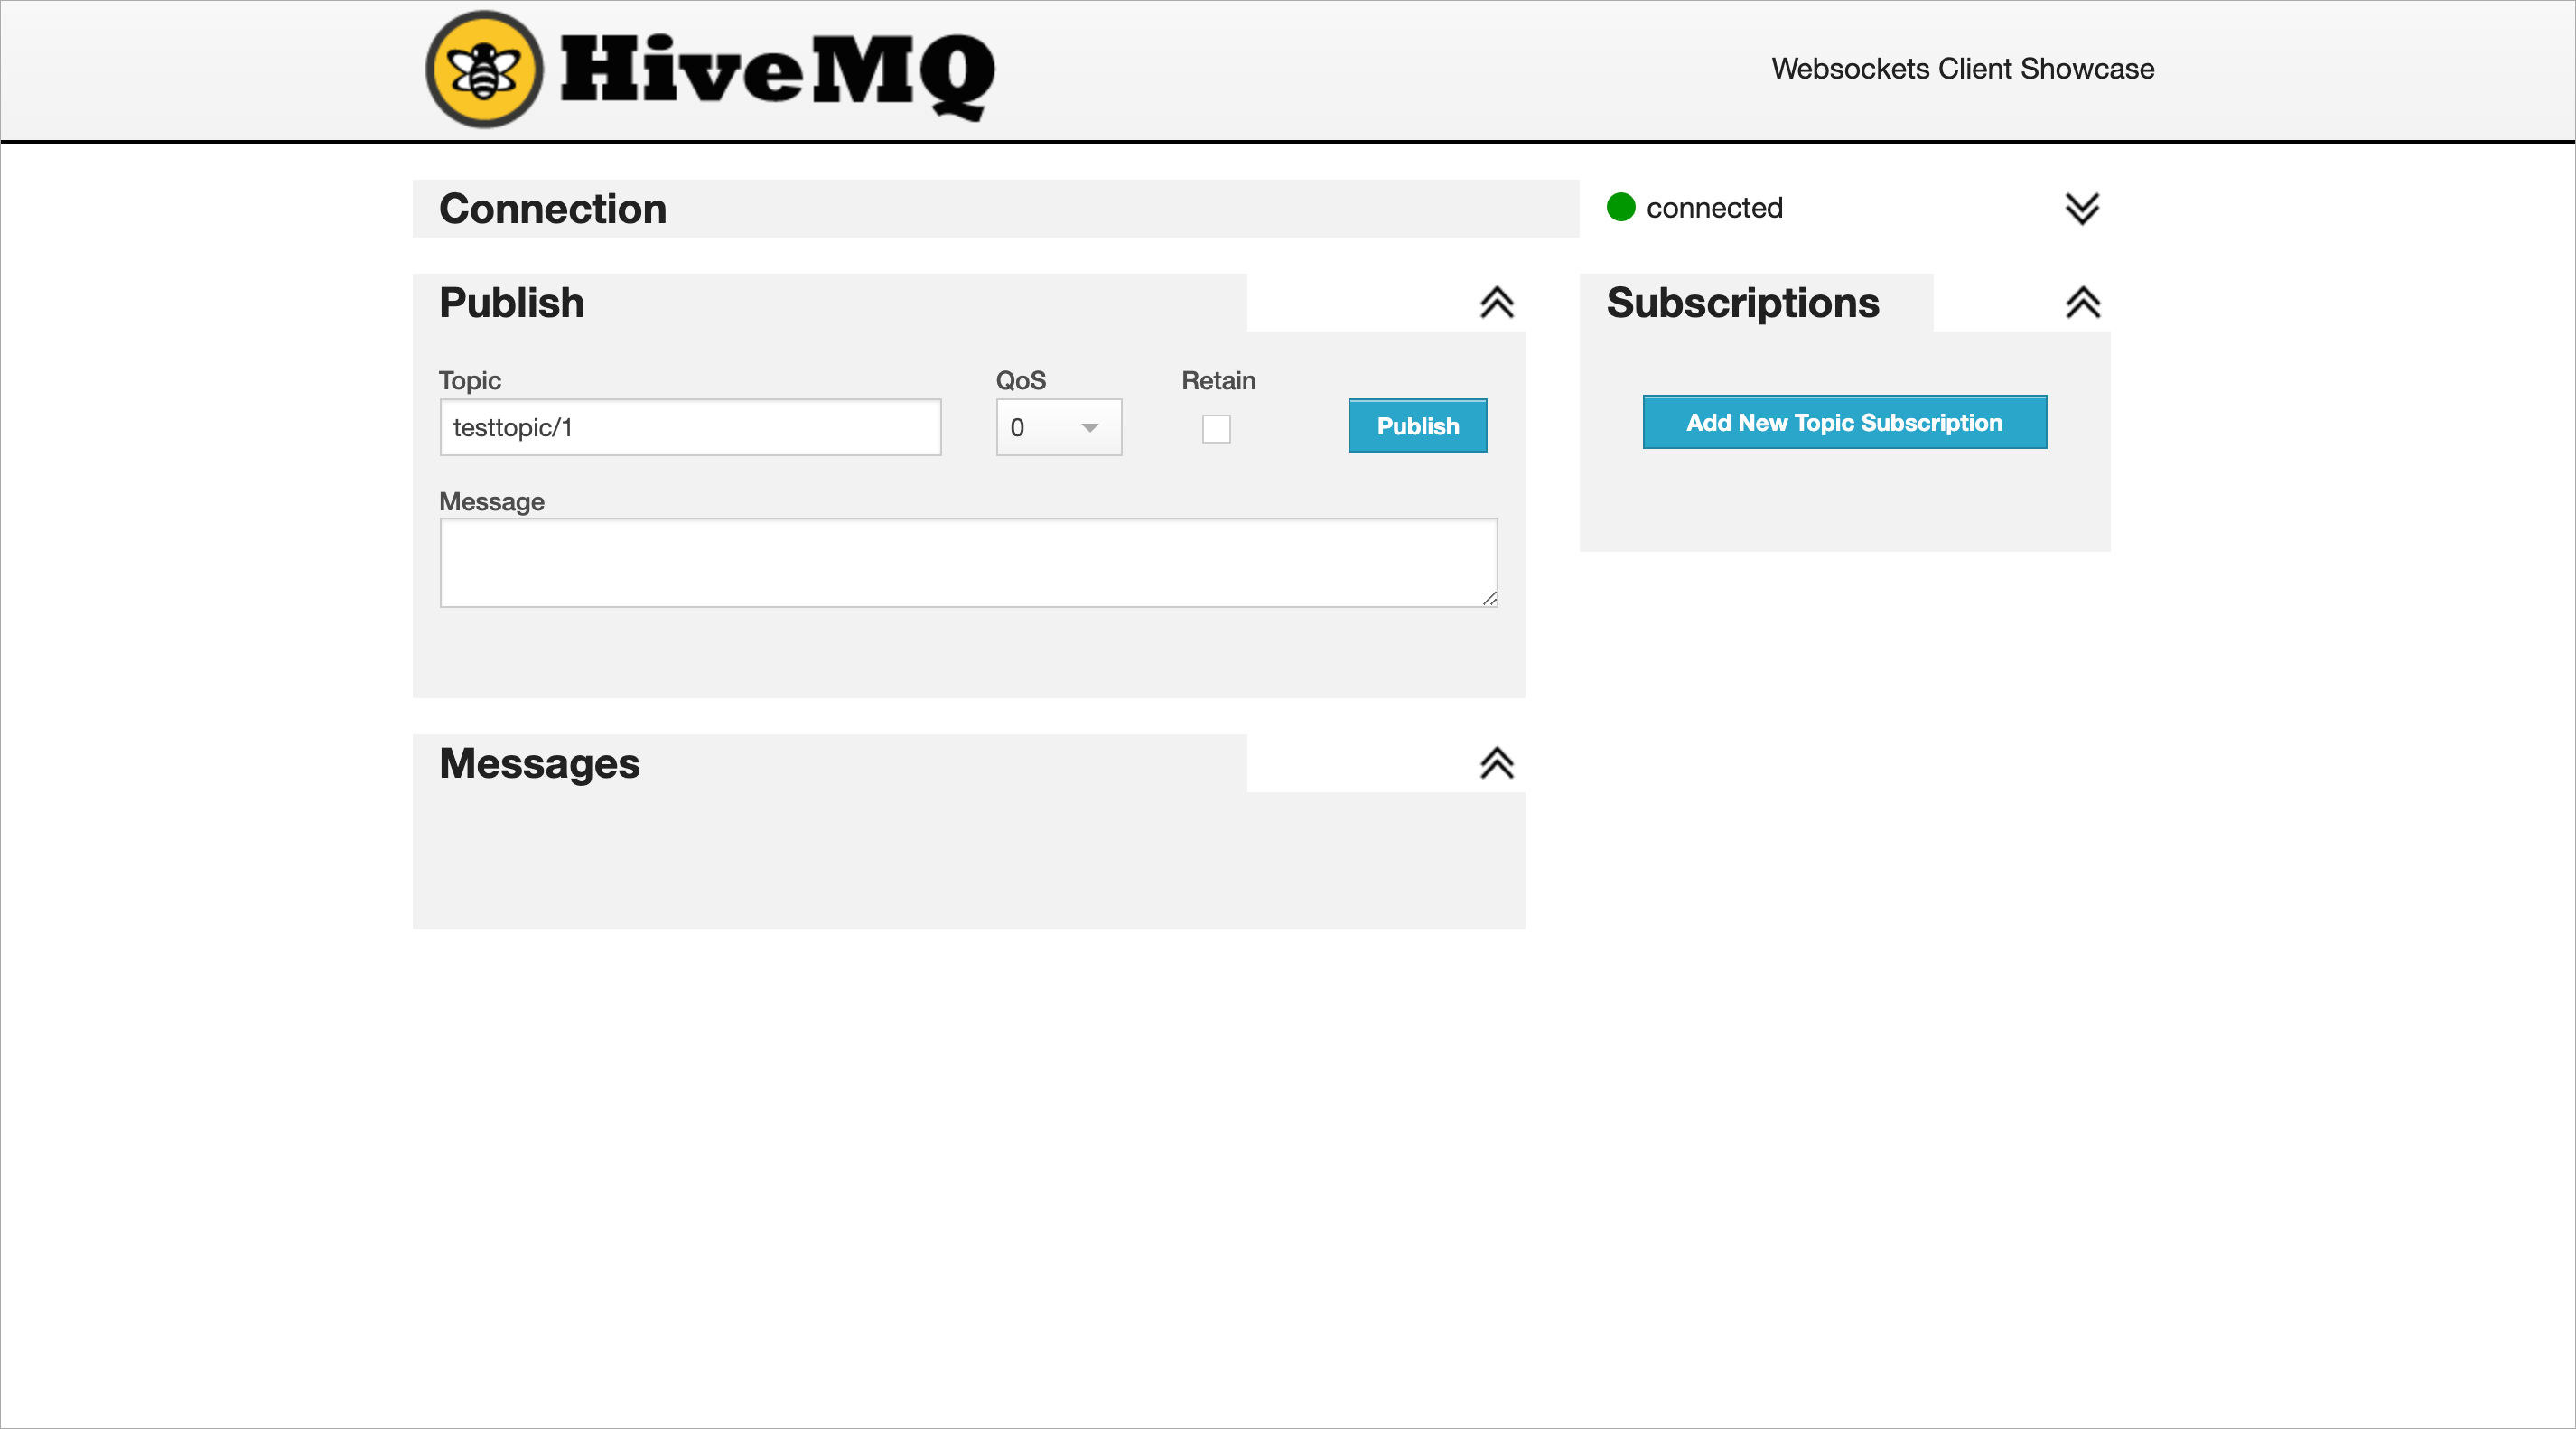 HiveMQ
Websockets Client Showcase
Connection
connected
Publish
Subscriptions
Topic
QoS
Retain
testtopic/1
0
Publish
Add New Topic Subscription
Message
Messages